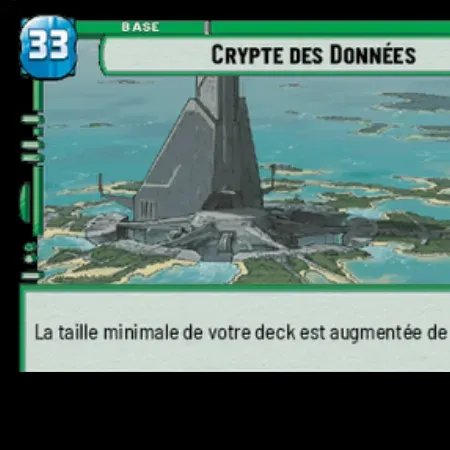 BASE
33
CRYPTE DES DONNÉES
La taille minimale de votre deck est augmentée de